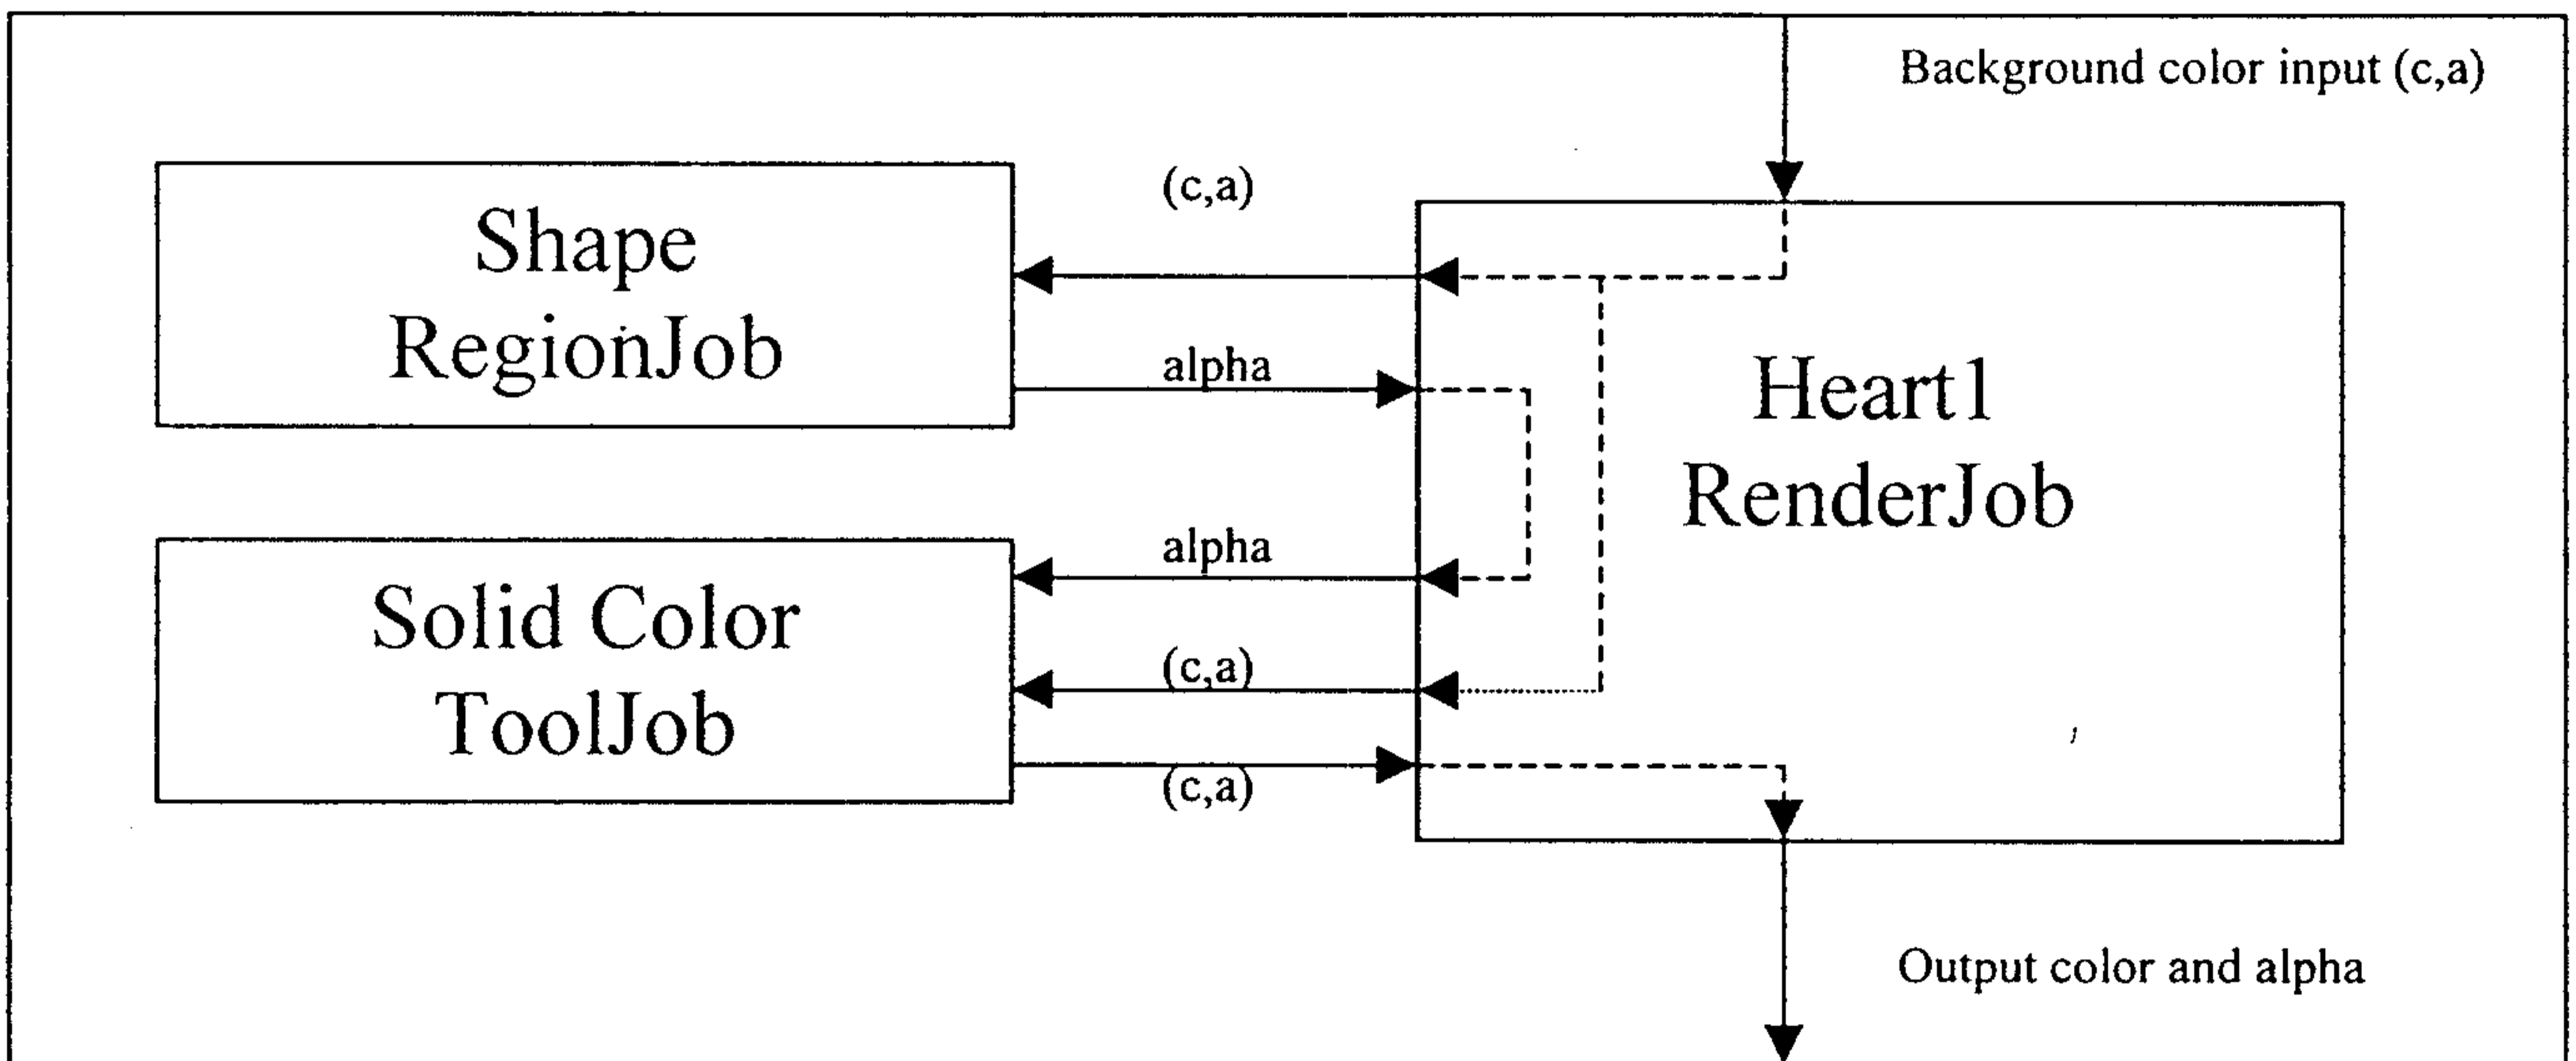 Background color input (c,a)
(c,a)
Shape
RegionJob
alpha
Heart1
RenderJob
alpha
Solid Color
ToolJob
(c,a)
(c,a)
Output color and alpha